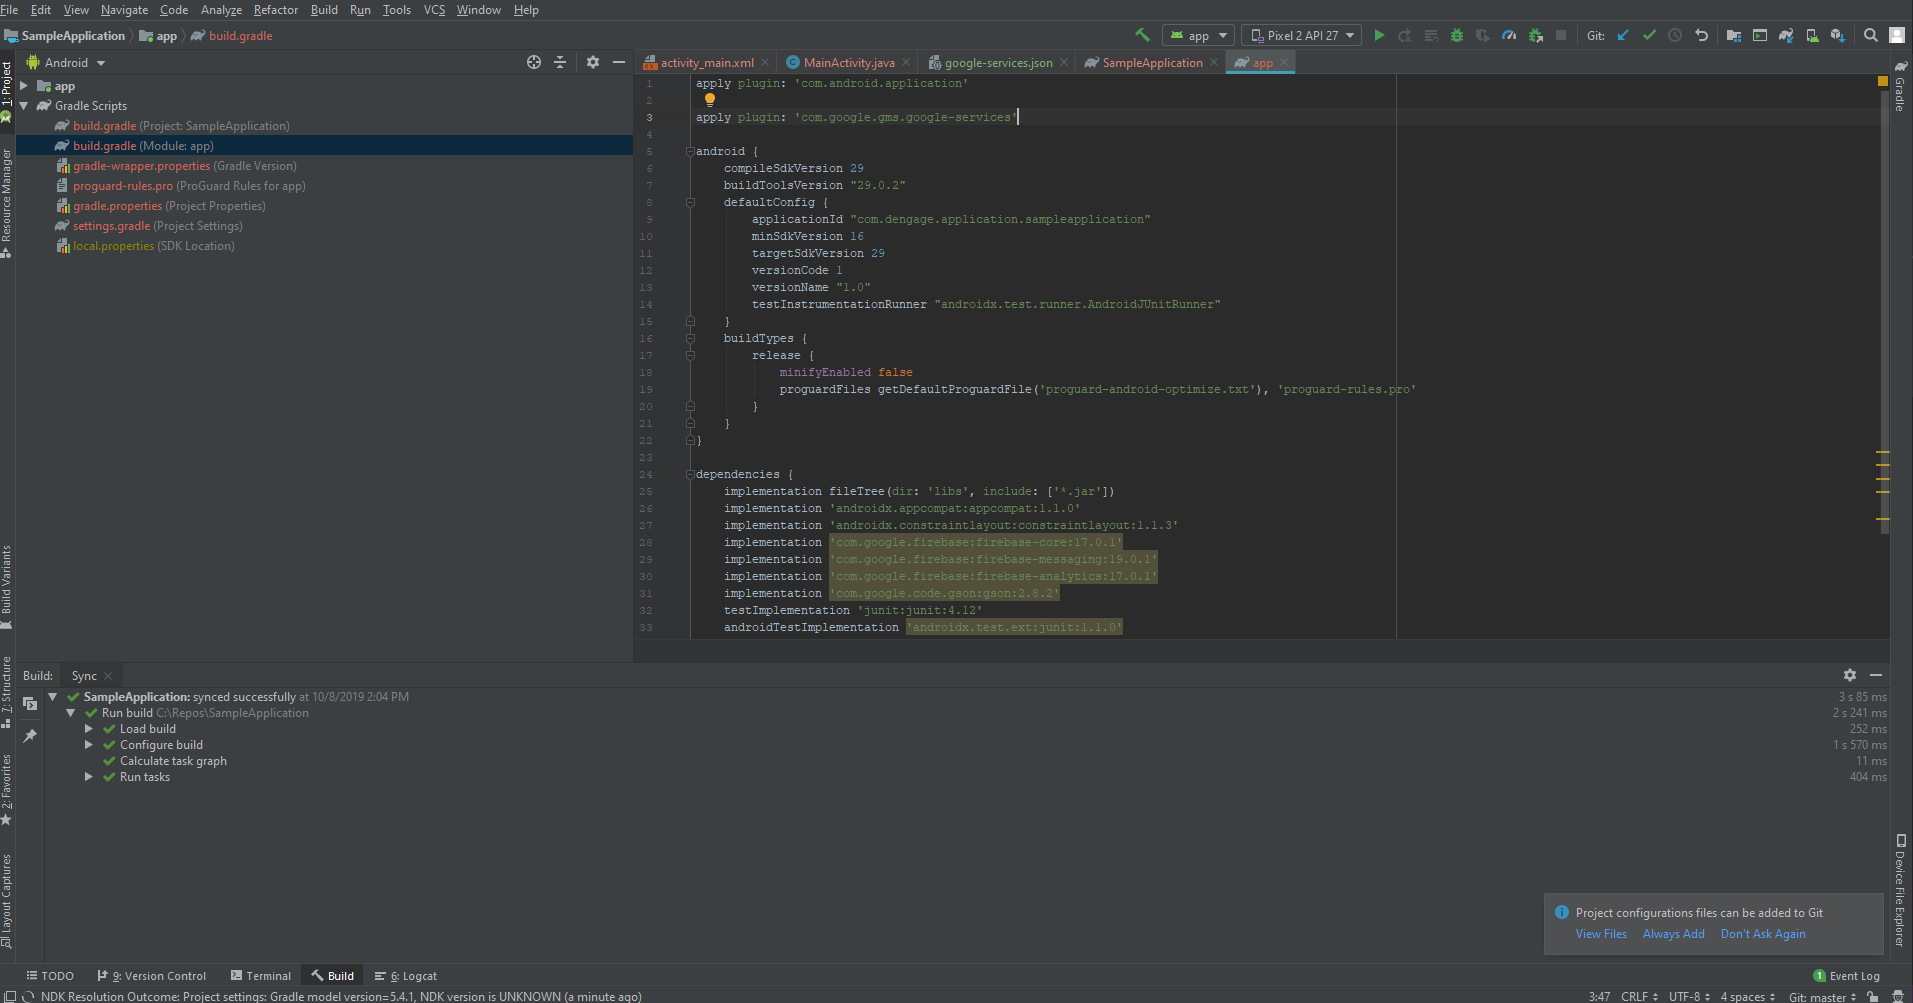 File Edit View Navigate Code Analyze Refactor Build Run Tools VCS Window Help
SampleApplication app build.gradle
app Pixel 2 API 27 Git:
1: Project
Resource Manager
Build Variants
7: Structure
2: Favorites
Layout Captures
Android
app
Gradle Scripts
build.gradle (Project: SampleApplication)
build.gradle (Module: app)
gradle-wrapper.properties (Gradle Version)
proguard-rules.pro (ProGuard Rules for app)
gradle.properties (Project Properties)
settings.gradle (Project Settings)
local.properties (SDK Location)
activity_main.xml MainActivity.java google-services.json SampleApplication app
1 apply plugin: 'com.android.application'
2
3 apply plugin: 'com.google.gms.google-services'
4
5 android {
6 compileSdkVersion 29
7 buildToolsVersion "29.0.2"
8 defaultConfig {
9 applicationId "com.dengage.application.sampleapplication"
10 minSdkVersion 16
11 targetSdkVersion 29
12 versionCode 1
13 versionName "1.0"
14 testInstrumentationRunner "androidx.test.runner.AndroidJUnitRunner"
15 }
16 buildTypes {
17 release {
18 minifyEnabled false
19 proguardFiles getDefaultProguardFile('proguard-android-optimize.txt'), 'proguard-rules.pro'
20 }
21 }
22 }
23
24 dependencies {
25 implementation fileTree(dir: 'libs', include: ['*.jar'])
26 implementation 'androidx.appcompat:appcompat:1.1.0'
27 implementation 'androidx.constraintlayout:constraintlayout:1.1.3'
28 implementation 'com.google.firebase:firebase-core:17.0.1'
29 implementation 'com.google.firebase:firebase-messaging:19.0.1'
30 implementation 'com.google.firebase:firebase-analytics:17.0.1'
31 implementation 'com.google.code.gson:gson:2.8.2'
32 testImplementation 'junit:junit:4.12'
33 androidTestImplementation 'androidx.test.ext:junit:1.1.0'
Gradle
Device File Explorer
Build: Sync
SampleApplication: synced successfully at 10/8/2019 2:04 PM 3 s 85 ms
Run build C:\Repos\SampleApplication 2 s 241 ms
Load build 252 ms
Configure build 1 s 570 ms
Calculate task graph 11 ms
Run tasks 404 ms
Project configurations files can be added to Git
View Files Always Add Don't Ask Again
TODO 9: Version Control Terminal Build 6: Logcat 1 Event Log
NDK Resolution Outcome: Project settings: Gradle model version=5.4.1, NDK version is UNKNOWN (a minute ago) 3:47 CRLF UTF-8 4 spaces Git: master